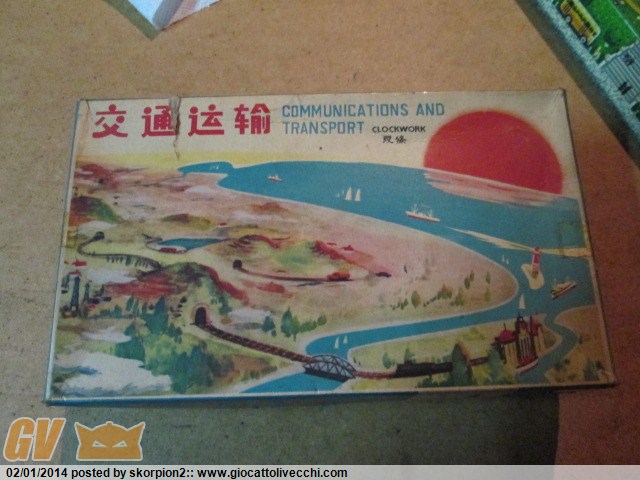 交通运输 COMMUNICATIONS AND
TRANSPORT CLOCKWORK
发條
GV
02/01/2014 posted by skorpion2:: www.giocattolivecchi.com